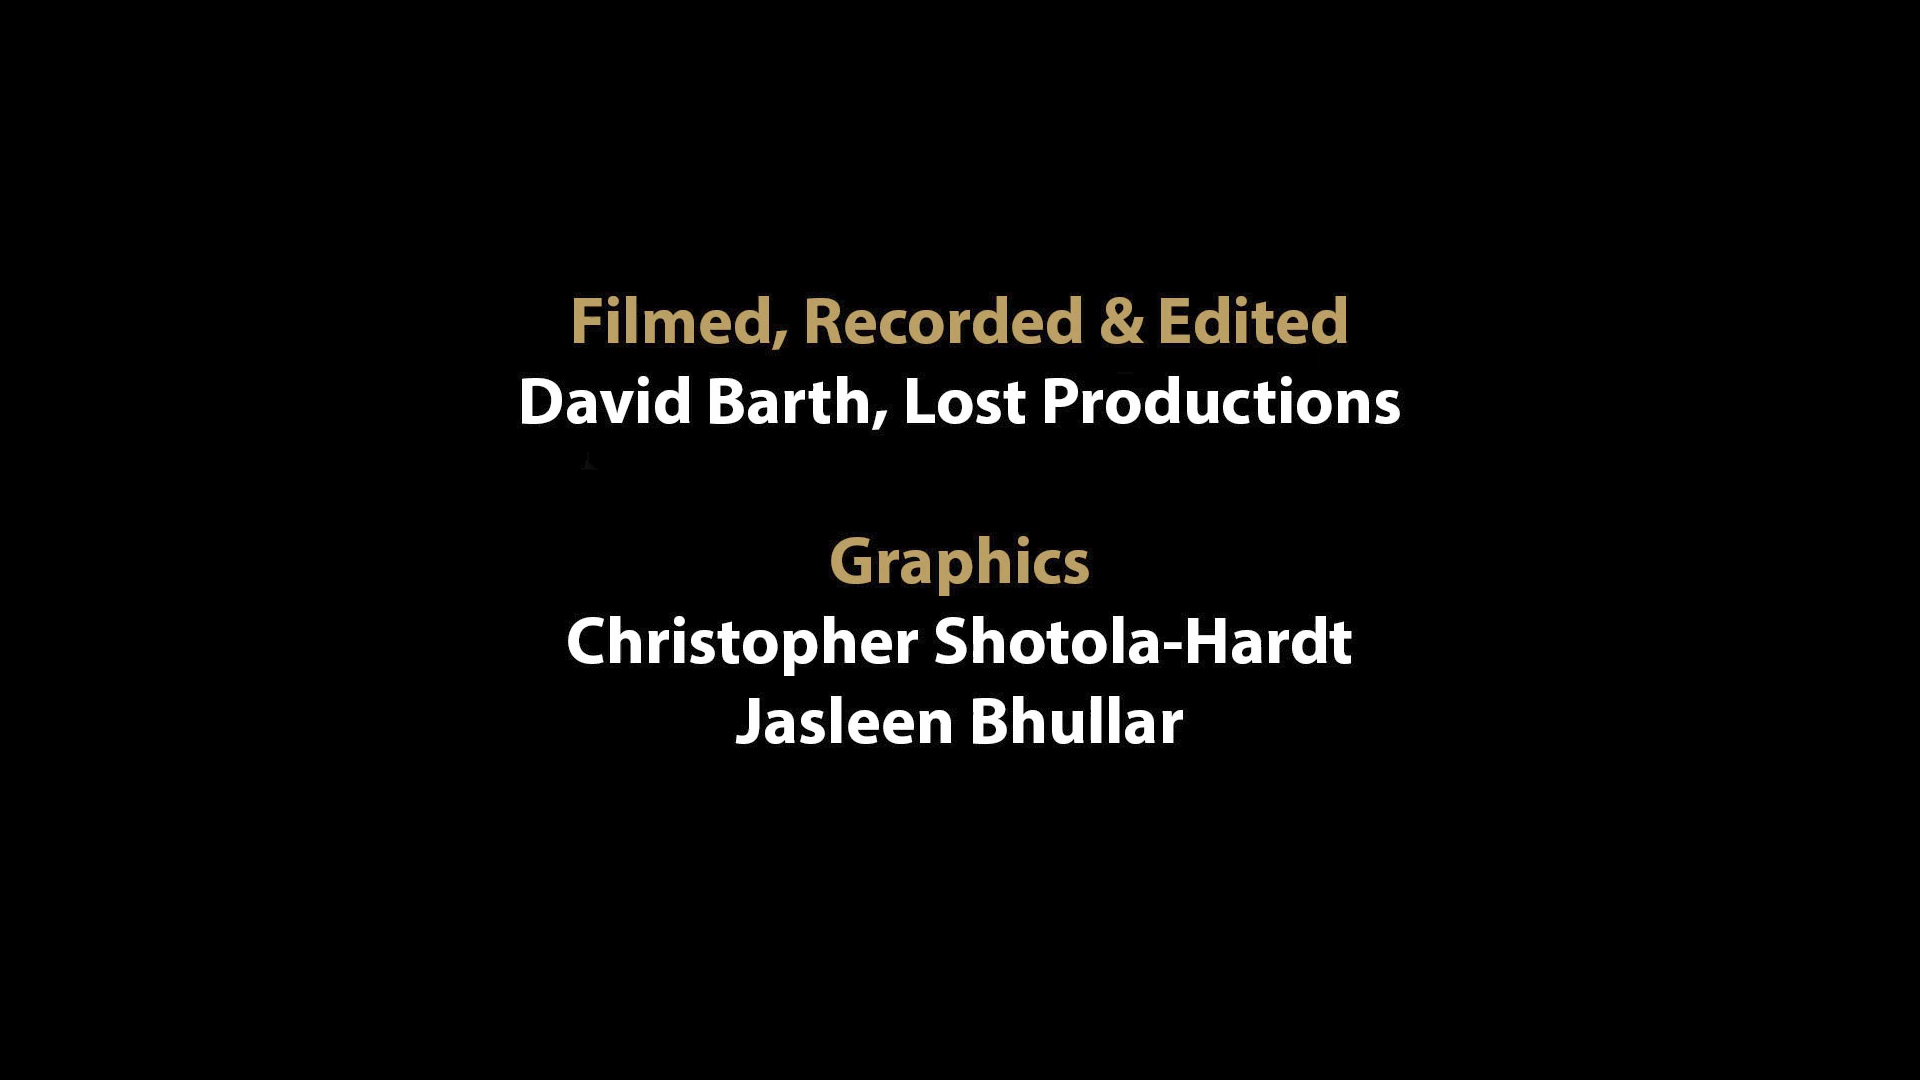 Filmed, Recorded & Edited
David Barth, Lost Productions
Graphics
Christopher Shotola-Hardt
Jasleen Bhullar